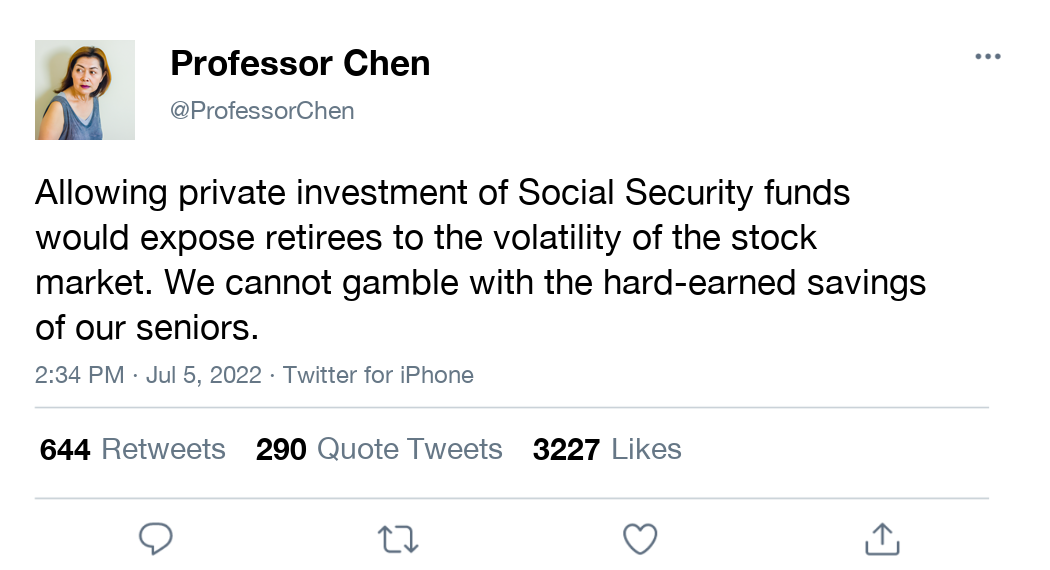 Professor Chen
@ProfessorChen
Allowing private investment of Social Security funds
would expose retirees to the volatility of the stock
market. We cannot gamble with the hard-earned savings
of our seniors.
2:34 PM · Jul 5, 2022 · Twitter for iPhone
644 Retweets 290 Quote Tweets 3227 Likes